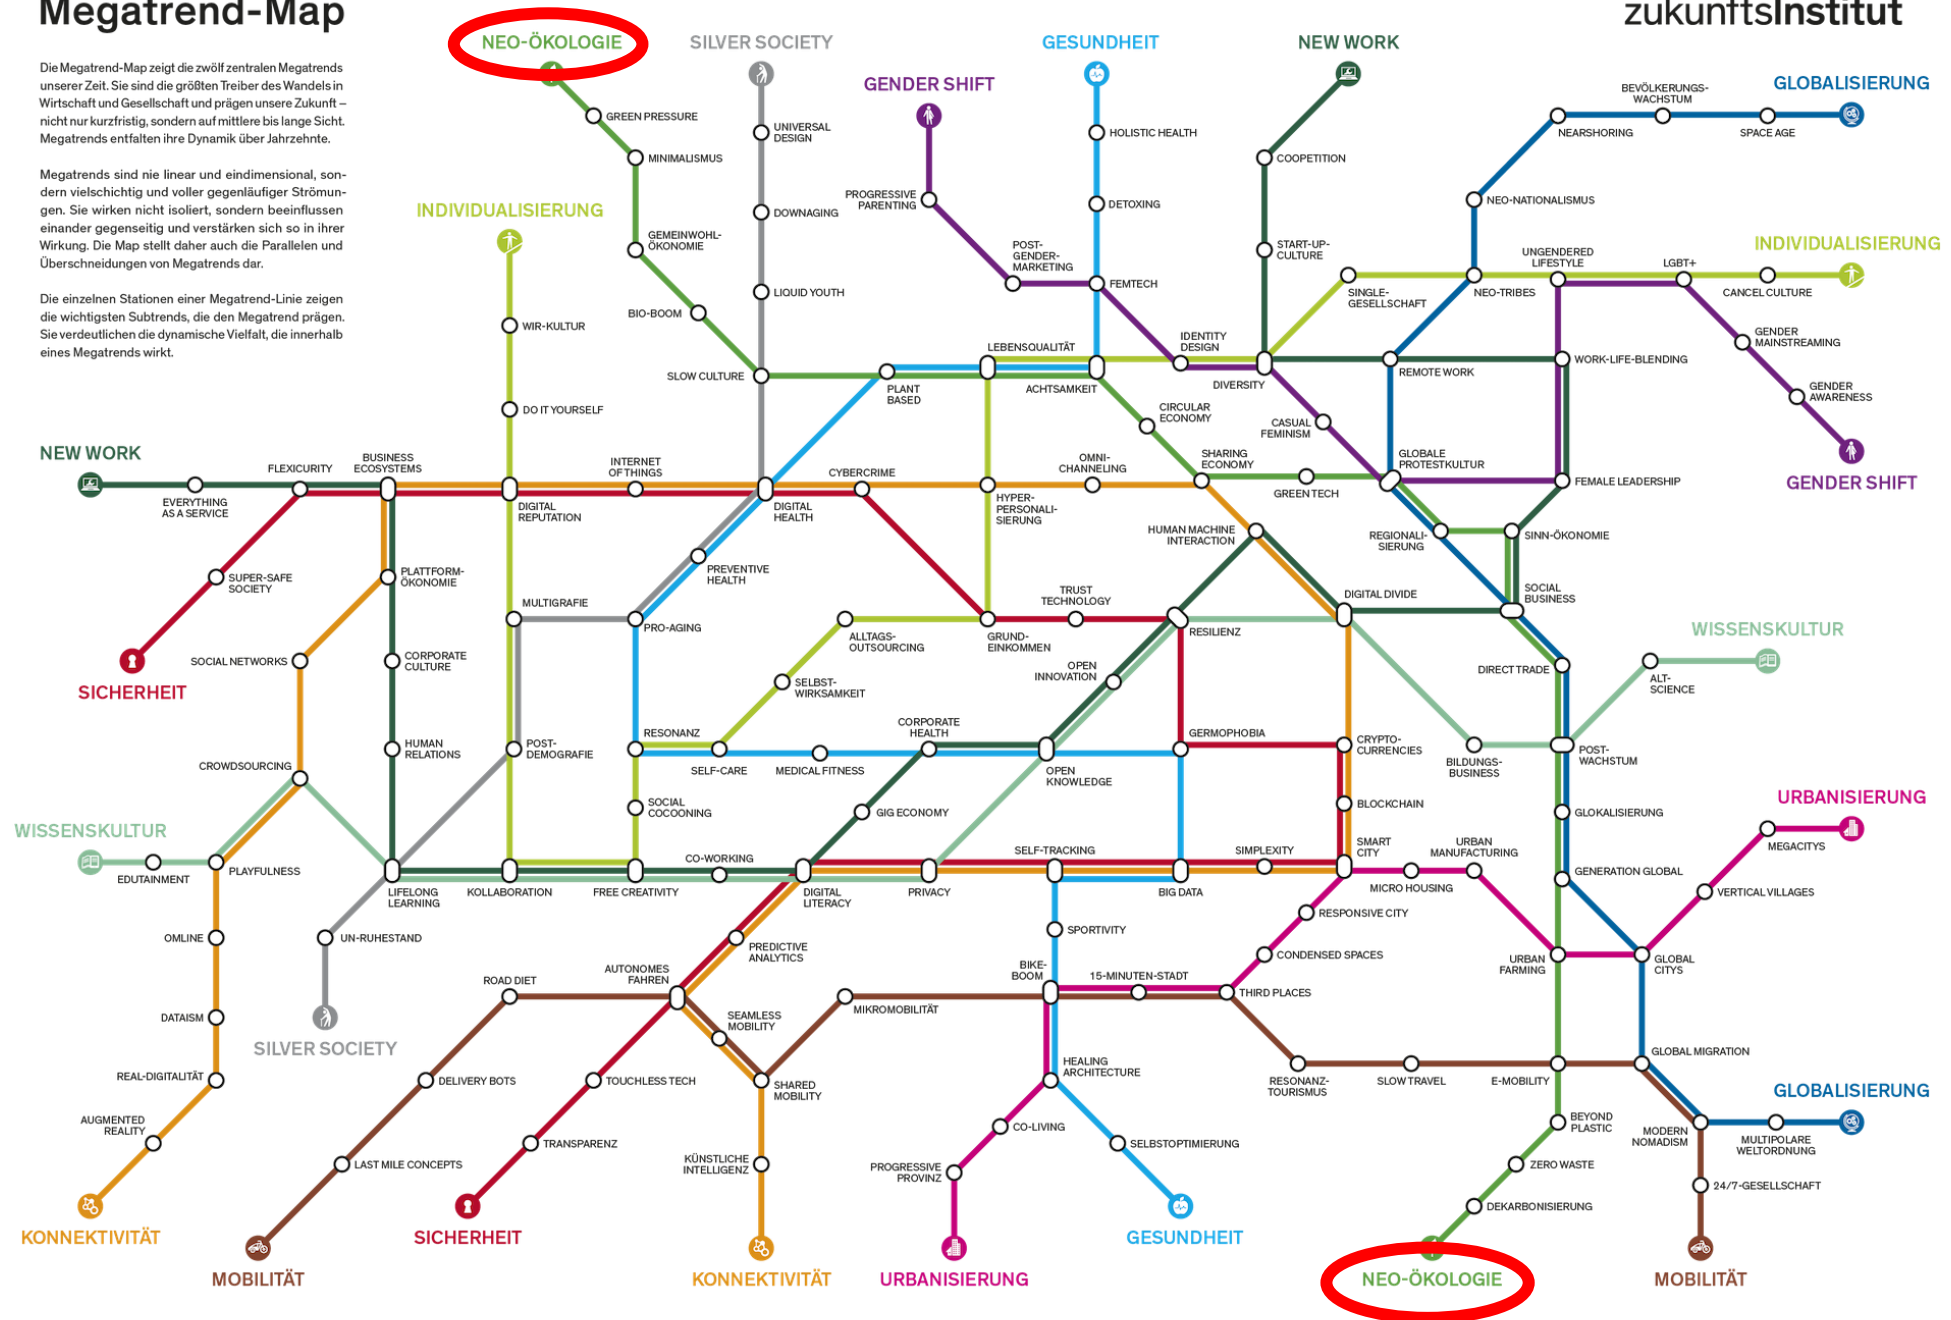 Megatrend-Map
zukunftsInstitut
Die Megatrend-Map zeigt die zwölf zentralen Megatrends
unserer Zeit. Sie sind die größten Treiber des Wandels in
Wirtschaft und Gesellschaft und prägen unsere Zukunft –
nicht nur kurzfristig, sondern auf mittlere bis lange Sicht.
Megatrends entfalten ihre Dynamik über Jahrzehnte.
Megatrends sind nie linear und eindimensional, son-
dern vielschichtig und voller gegenläufiger Strömun-
gen. Sie wirken nicht isoliert, sondern beeinflussen
einander gegenseitig und verstärken sich so in ihrer
Wirkung. Die Map stellt daher auch die Parallelen und
Überschneidungen von Megatrends dar.
Die einzelnen Stationen einer Megatrend-Linie zeigen
die wichtigsten Subtrends, die den Megatrend prägen.
Sie verdeutlichen die dynamische Vielfalt, die innerhalb
eines Megatrends wirkt.
NEO-ÖKOLOGIE
SILVER SOCIETY
GESUNDHEIT
NEW WORK
GENDER SHIFT
GLOBALISIERUNG
BEVÖLKERUNGS-
WACHSTUM
GREEN PRESSURE
UNIVERSAL
DESIGN
HOLISTIC HEALTH
NEARSHORING
SPACE AGE
MINIMALISMUS
COOPETITION
PROGRESSIVE
PARENTING
DETOXING
NEO-NATIONALISMUS
INDIVIDUALISIERUNG
DOWNAGING
GEMEINWOHL-
ÖKONOMIE
POST-
GENDER-
MARKETING
START-UP-
CULTURE
UNGENDERED
LIFESTYLE
LGBT+
INDIVIDUALISIERUNG
LIQUID YOUTH
FEMTECH
SINGLE-
GESELLSCHAFT
NEO-TRIBES
CANCEL CULTURE
BIO-BOOM
WIR-KULTUR
GENDER
MAINSTREAMING
LEBENSQUALITÄT
IDENTITY
DESIGN
WORK-LIFE-BLENDING
SLOW CULTURE
PLANT
BASED
ACHTSAMKEIT
DIVERSITY
REMOTE WORK
GENDER
AWARENESS
DO IT YOURSELF
CIRCULAR
ECONOMY
CASUAL
FEMINISM
NEW WORK
FLEXICURITY
BUSINESS
ECOSYSTEMS
INTERNET
OF THINGS
CYBERCRIME
OMNI-
CHANNELING
SHARING
ECONOMY
GLOBALE
PROTESTKULTUR
GENDER SHIFT
EVERYTHING
AS A SERVICE
DIGITAL
REPUTATION
DIGITAL
HEALTH
HYPER-
PERSONALI-
SIERUNG
GREEN TECH
FEMALE LEADERSHIP
HUMAN MACHINE
INTERACTION
REGIONALI-
SIERUNG
SINN-ÖKONOMIE
SUPER-SAFE
SOCIETY
PLATTFORM-
ÖKONOMIE
PREVENTIVE
HEALTH
MULTIGRAFIE
TRUST
TECHNOLOGY
DIGITAL DIVIDE
SOCIAL
BUSINESS
PRO-AGING
ALLTAGS-
OUTSOURCING
GRUND-
EINKOMMEN
RESILIENZ
WISSENSKULTUR
SOCIAL NETWORKS
CORPORATE
CULTURE
OPEN
INNOVATION
DIRECT TRADE
ALT-
SCIENCE
SICHERHEIT
SELBST-
WIRKSAMKEIT
HUMAN
RELATIONS
POST-
DEMOGRAFIE
RESONANZ
CORPORATE
HEALTH
GERMOPHOBIA
CRYPTO-
CURRENCIES
CROWDSOURCING
SELF-CARE
MEDICAL FITNESS
OPEN
KNOWLEDGE
BILDUNGS-
BUSINESS
POST-
WACHSTUM
URBANISIERUNG
SOCIAL
COCOONING
GIG ECONOMY
BLOCKCHAIN
GLOKALISIERUNG
WISSENSKULTUR
MEGACITYS
SELF-TRACKING
SIMPLEXITY
SMART
CITY
URBAN
MANUFACTURING
CO-WORKING
EDUTAINMENT
PLAYFULNESS
LIFELONG
LEARNING
KOLLABORATION
FREE CREATIVITY
DIGITAL
LITERACY
PRIVACY
BIG DATA
MICRO HOUSING
GENERATION GLOBAL
VERTICAL VILLAGES
OMLINE
UN-RUHESTAND
PREDICTIVE
ANALYTICS
SPORTIVITY
RESPONSIVE CITY
CONDENSED SPACES
URBAN
FARMING
GLOBAL
CITYS
ROAD DIET
AUTONOMES
FAHREN
BIKE-
BOOM
15-MINUTEN-STADT
THIRD PLACES
DATAISM
SEAMLESS
MOBILITY
MIKROMOBILITÄT
SILVER SOCIETY
HEALING
ARCHITECTURE
GLOBAL MIGRATION
REAL-DIGITALITÄT
DELIVERY BOTS
TOUCHLESS TECH
SHARED
MOBILITY
RESONANZ-
TOURISMUS
SLOW TRAVEL
E-MOBILITY
GLOBALISIERUNG
AUGMENTED
REALITY
TRANSPARENZ
CO-LIVING
SELBSTOPTIMIERUNG
BEYOND
PLASTIC
MODERN
NOMADISM
MULTIPOLARE
WELTORDNUNG
LAST MILE CONCEPTS
KÜNSTLICHE
INTELLIGENZ
PROGRESSIVE
PROVINZ
ZERO WASTE
24/7-GESELLSCHAFT
DEKARBONISIERUNG
KONNEKTIVITÄT
SICHERHEIT
GESUNDHEIT
MOBILITÄT
KONNEKTIVITÄT
URBANISIERUNG
NEO-ÖKOLOGIE
MOBILITÄT